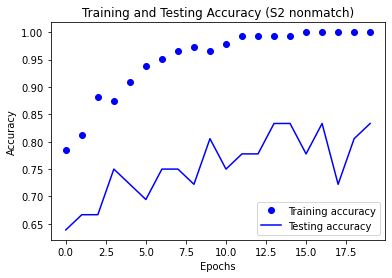 Training and Testing Accuracy (S2 nonmatch)
1.00
0.95
0.90
0.85
0.80
0.75
0.70
0.65
Accuracy
Training accuracy
Testing accuracy
0.0 2.5 5.0 7.5 10.0 12.5 15.0 17.5
Epochs